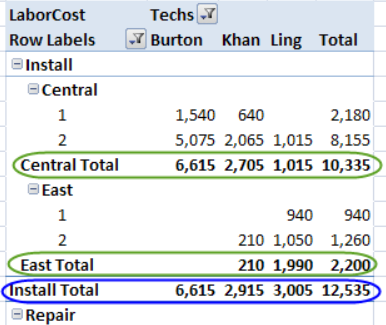 LaborCost Techs
Row Labels Burton Khan Ling Total
Install
Central
1 1,540 640 2,180
2 5,075 2,065 1,015 8,155
Central Total 6,615 2,705 1,015 10,335
East
1 940 940
2 210 1,050 1,260
East Total 210 1,990 2,200
Install Total 6,615 2,915 3,005 12,535
Repair